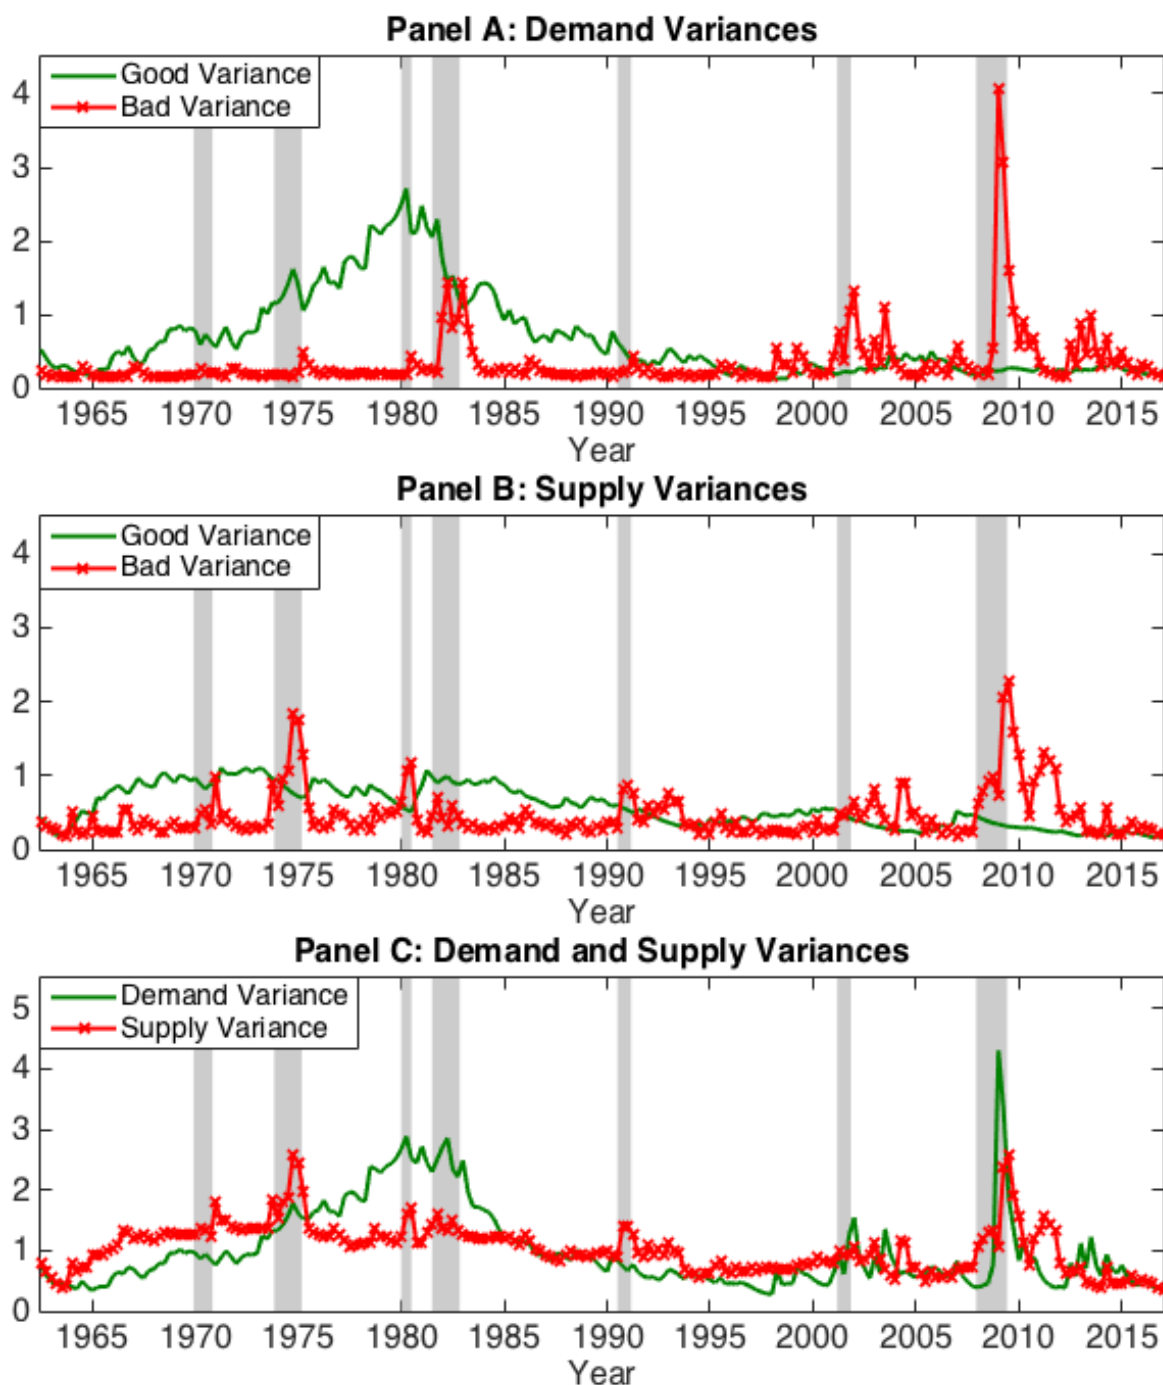 Panel A: Demand Variances
Good Variance
Bad Variance
4
3
2
1
0
1965 1970 1975 1980 1985 1990 1995 2000 2005 2010 2015
Year
Panel B: Supply Variances
Good Variance
Bad Variance
4
3
2
1
0
1965 1970 1975 1980 1985 1990 1995 2000 2005 2010 2015
Year
Panel C: Demand and Supply Variances
Demand Variance
Supply Variance
5
4
3
2
1
0
1965 1970 1975 1980 1985 1990 1995 2000 2005 2010 2015
Year